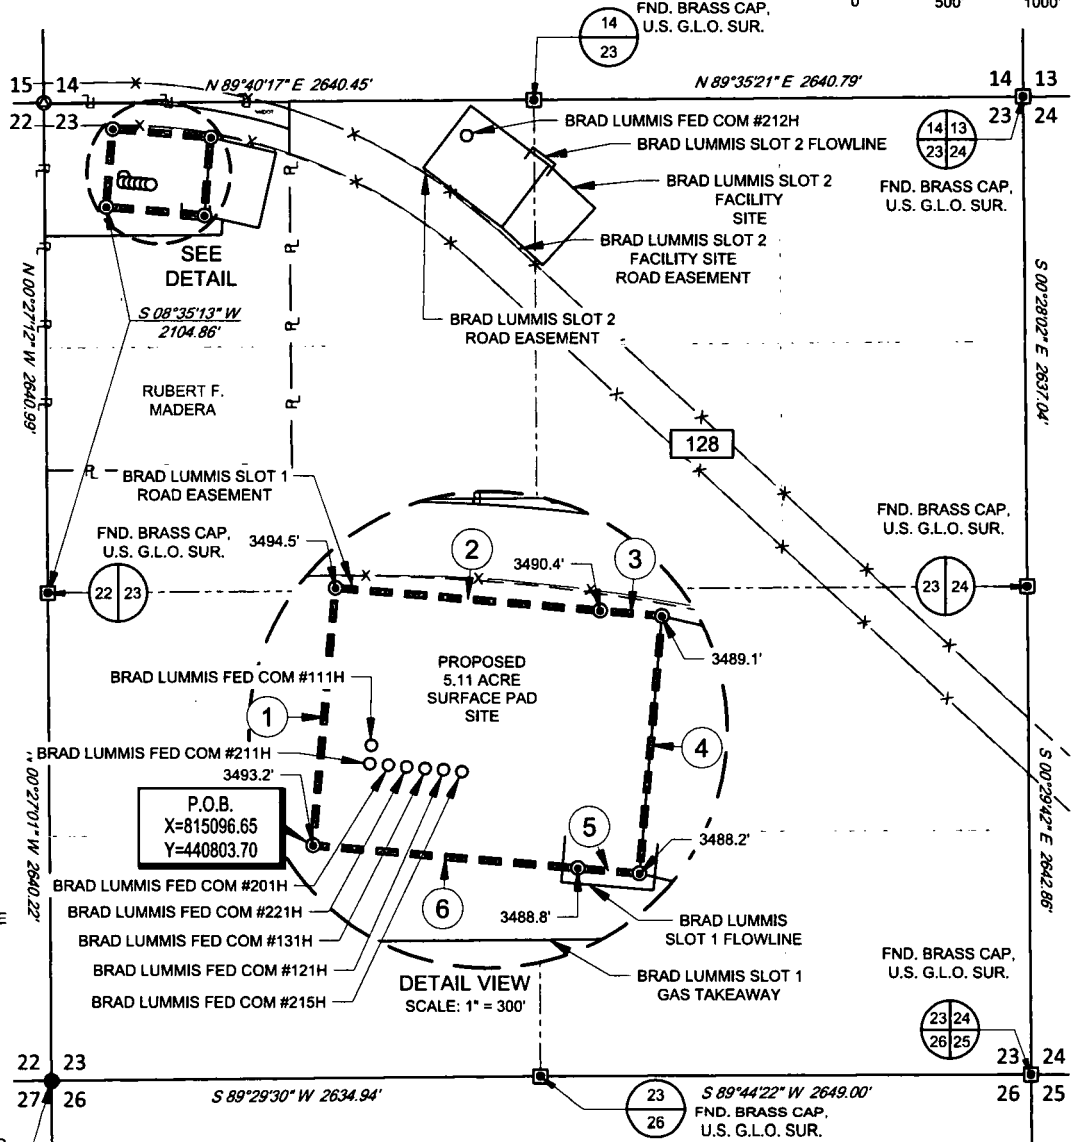 FND. BRASS CAP,
U.S. G.L.O. SUR.
0 500 1000'
14
23
15 14
N 89°40'17" E 2640.45'
N 89°35'21" E 2640.79'
14 13
22 23
23 24
BRAD LUMMIS FED COM #212H
BRAD LUMMIS SLOT 2 FLOWLINE
14 13
23 24
FND. BRASS CAP,
U.S. G.L.O. SUR.
BRAD LUMMIS SLOT 2
FACILITY
SITE
BRAD LUMMIS SLOT 2
FACILITY SITE
ROAD EASEMENT
SEE
DETAIL
N 00°27'12" W 2640.99'
S 00°28'02" E 2637.04'
S 08°35'13" W
2104.86'
BRAD LUMMIS SLOT 2
ROAD EASEMENT
RUBERT F.
MADERA
128
BRAD LUMMIS SLOT 1
ROAD EASEMENT
FND. BRASS CAP,
U.S. G.L.O. SUR.
FND. BRASS CAP,
U.S. G.L.O. SUR.
3494.5'
2
3490.4'
3
22 23
23 24
3489.1'
PROPOSED
5.11 ACRE
SURFACE PAD
SITE
BRAD LUMMIS FED COM #111H
1
4
BRAD LUMMIS FED COM #211H
3493.2'
P.O.B.
X=815096.65
Y=440803.70
5
3488.2'
00°27'01" W 2640.22'
S 00°29'42" E 2642.86'
BRAD LUMMIS FED COM #201H
6
BRAD LUMMIS FED COM #221H
3488.8'
BRAD LUMMIS
SLOT 1 FLOWLINE
BRAD LUMMIS FED COM #131H
BRAD LUMMIS FED COM #121H
BRAD LUMMIS SLOT 1
GAS TAKEAWAY
BRAD LUMMIS FED COM #215H
DETAIL VIEW
SCALE: 1" = 300'
FND. BRASS CAP,
U.S. G.L.O. SUR.
23 24
26 25
22 23
23 24
27 26
S 89°29'30" W 2634.94'
S 89°44'22" W 2649.00'
26 25
23
26
FND. BRASS CAP,
U.S. G.L.O. SUR.